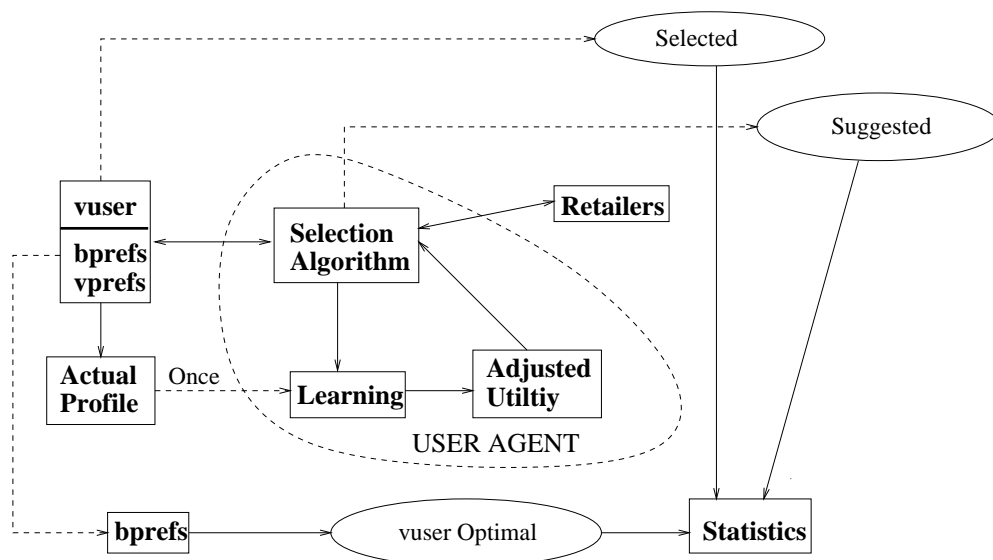 Selected
Suggested
vuser
bprefs
vprefs
Selection
Algorithm
Retailers
Actual
Profile
Once
Learning
Adjusted
Utiltiy
USER AGENT
bprefs
vuser Optimal
Statistics